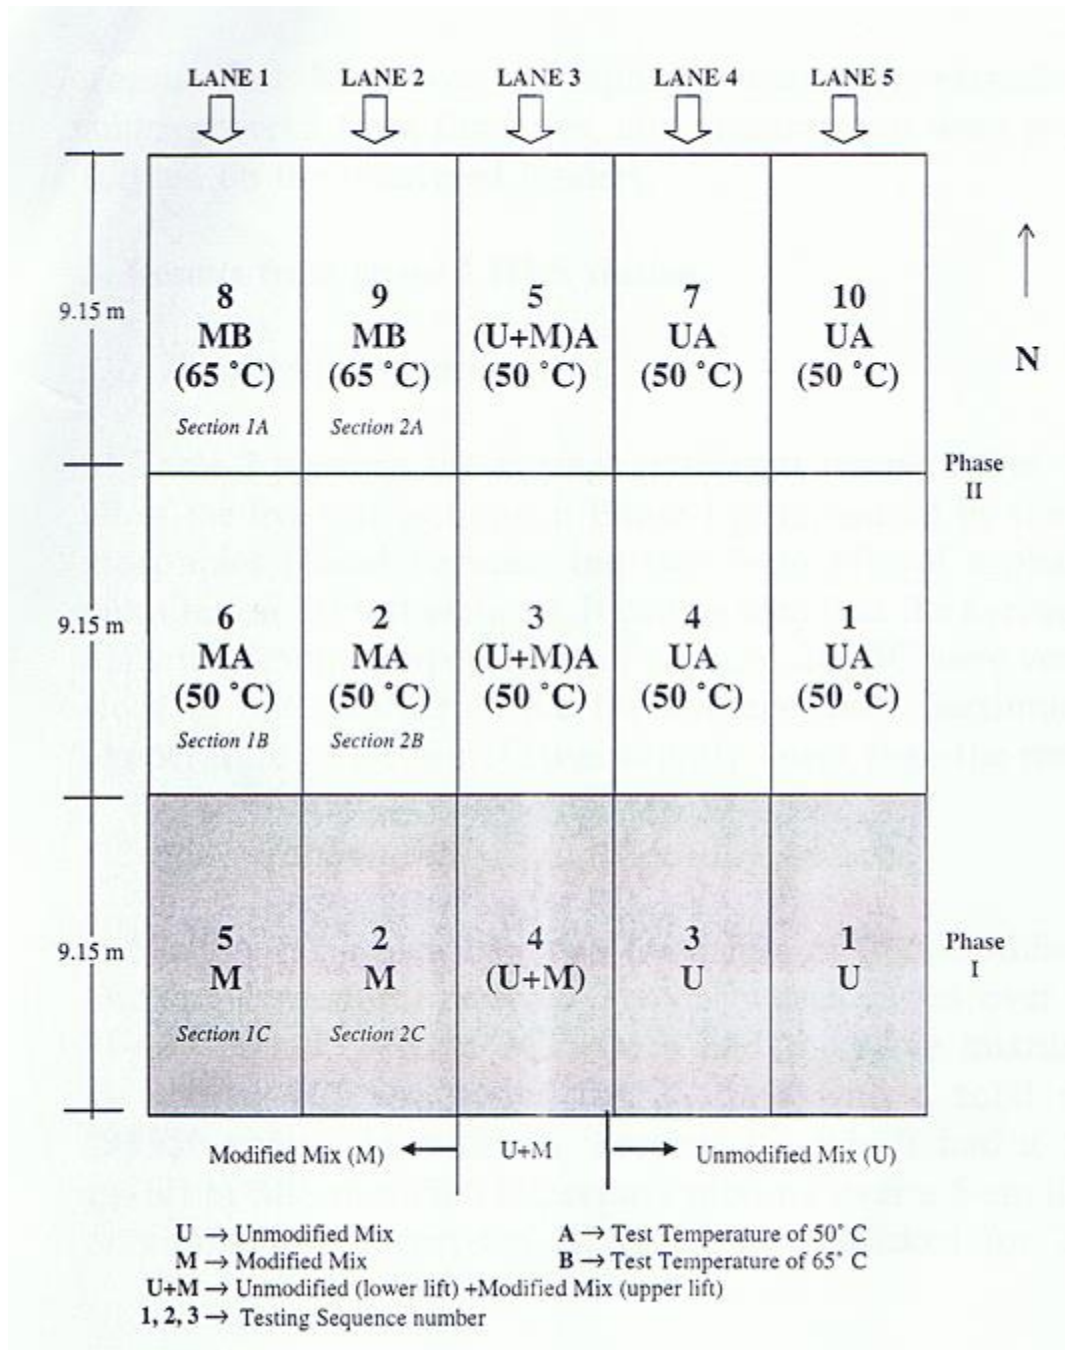 LANE 1 LANE 2 LANE 3 LANE 4 LANE 5
9.15 m
8
MB
(65 °C)
Section 1A
9
MB
(65 °C)
Section 2A
5
(U+M)A
(50 °C)
7
UA
(50 °C)
10
UA
(50 °C)
N
Phase
II
9.15 m
6
MA
(50 °C)
Section 1B
2
MA
(50 °C)
Section 2B
3
(U+M)A
(50 °C)
4
UA
(50 °C)
1
UA
(50 °C)
9.15 m
5
M
Section 1C
2
M
Section 2C
4
(U+M)
3
U
1
U
Phase
I
Modified Mix (M) ← U+M → Unmodified Mix (U)
U → Unmodified Mix
M → Modified Mix
U+M → Unmodified (lower lift) +Modified Mix (upper lift)
1, 2, 3 → Testing Sequence number
A → Test Temperature of 50° C
B → Test Temperature of 65° C